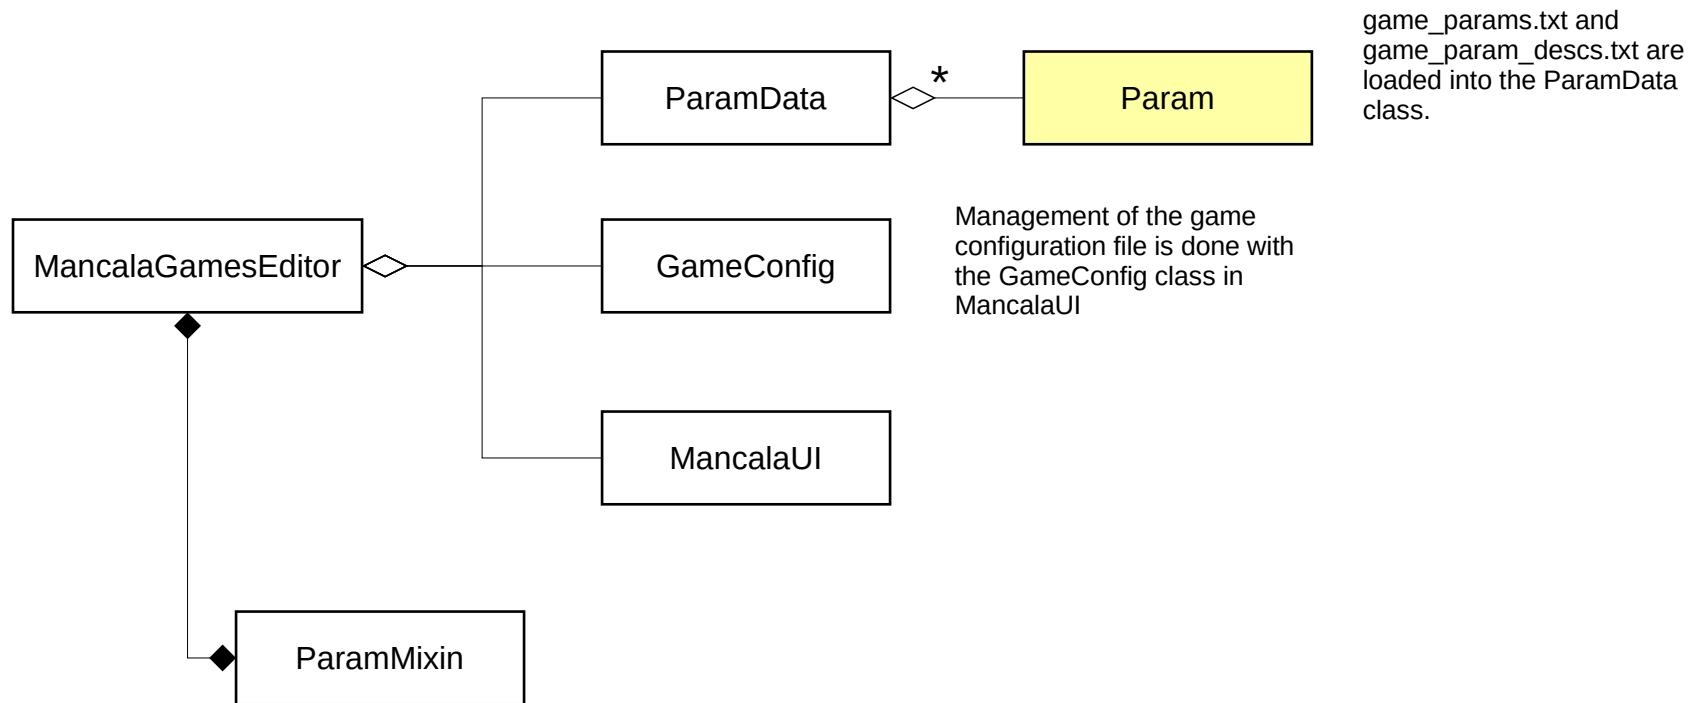 game_params.txt and
game_param_descs.txt are
loaded into the ParamData
class.
ParamData
*
Param
MancalaGamesEditor
GameConfig
Management of the game
configuration file is done with
the GameConfig class in
MancalaUI
MancalaUI
ParamMixin